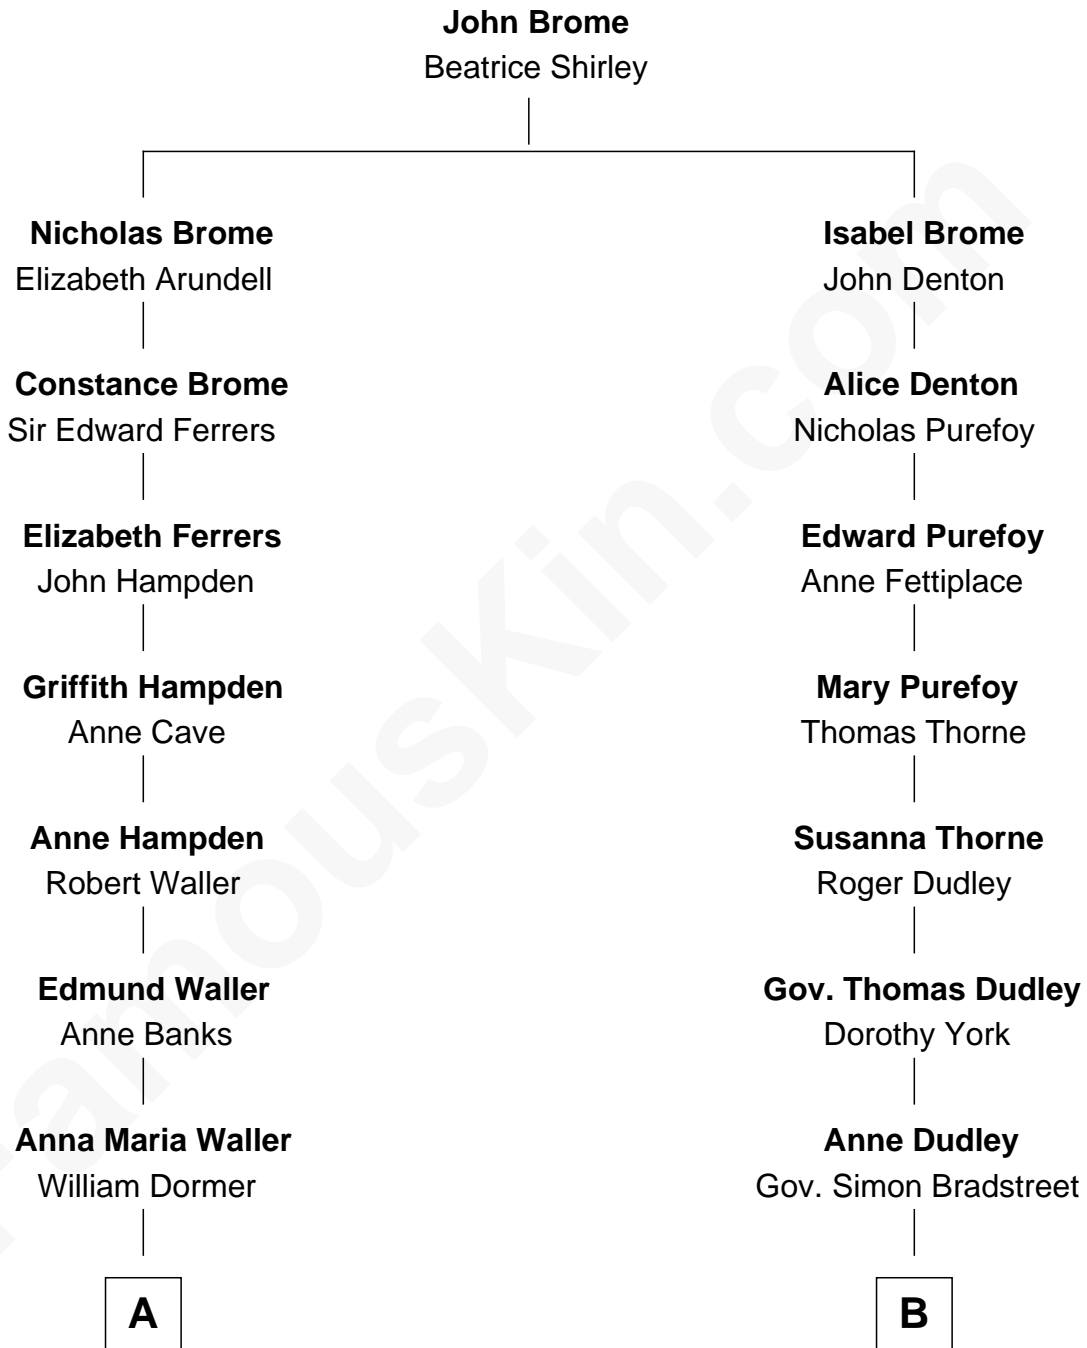 John Brome
Beatrice Shirley
Nicholas Brome
Elizabeth Arundell
Isabel Brome
John Denton
Constance Brome
Sir Edward Ferrers
Alice Denton
Nicholas Purefoy
Elizabeth Ferrers
John Hampden
Edward Purefoy
Anne Fettiplace
Griffith Hampden
Anne Cave
Mary Purefoy
Thomas Thorne
Anne Hampden
Robert Waller
Susanna Thorne
Roger Dudley
Edmund Waller
Anne Banks
Gov. Thomas Dudley
Dorothy York
Anna Maria Waller
William Dormer
Anne Dudley
Gov. Simon Bradstreet
A
B
FamousKin.com